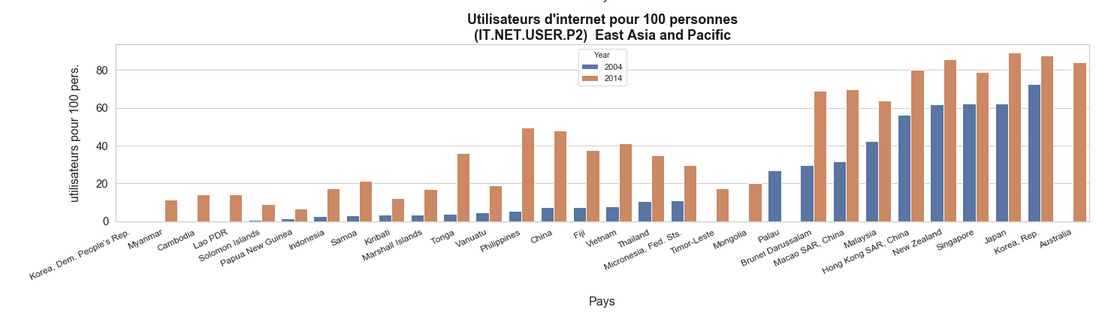 Utilisateurs d'internet pour 100 personnes
(IT.NET.USER.P2)  East Asia and Pacific
Year
2004
2014
utilisateurs pour 100 pers.
80
60
40
20
0
Korea, Dem. People's Rep.
Myanmar
Cambodia
Lao PDR
Solomon Islands
Papua New Guinea
Indonesia
Samoa
Kiribati
Marshall Islands
Tonga
Vanuatu
Philippines
China
Fiji
Vietnam
Thailand
Micronesia, Fed. Sts.
Timor-Leste
Mongolia
Palau
Brunei Darussalam
Macao SAR, China
Malaysia
Hong Kong SAR, China
New Zealand
Singapore
Japan
Korea, Rep.
Australia
Pays